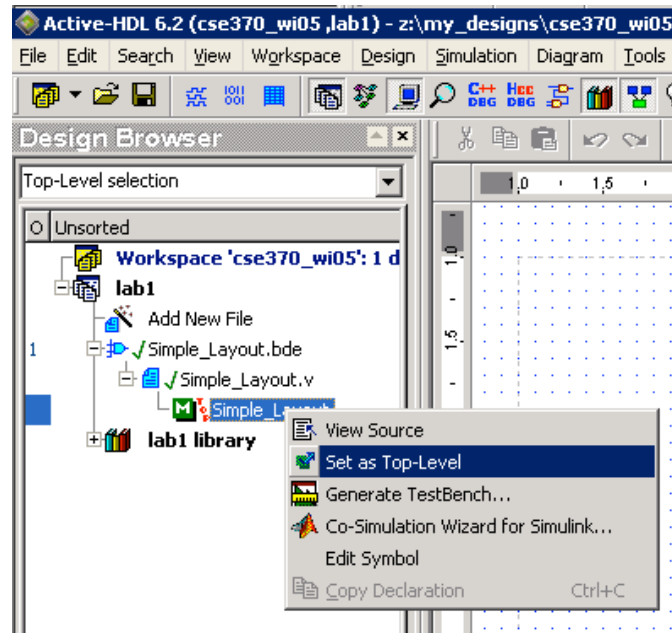 Active-HDL 6.2 (cse370_wi05 ,lab1) - z:\my_designs\cse370_wi05
File Edit Search View Workspace Design Simulation Diagram Tools
C++ DBG HCC DBG
Design Browser
Top-Level selection
1,0 1,5
O Unsorted
Workspace 'cse370_wi05': 1 d
1,0
lab1
Add New File
1 Simple_Layout.bde
1,5
Simple_Layout.v
Simple_Layout
lab1 library
View Source
Set as Top-Level
Generate TestBench...
Co-Simulation Wizard for Simulink...
Edit Symbol
Copy Declaration Ctrl+C